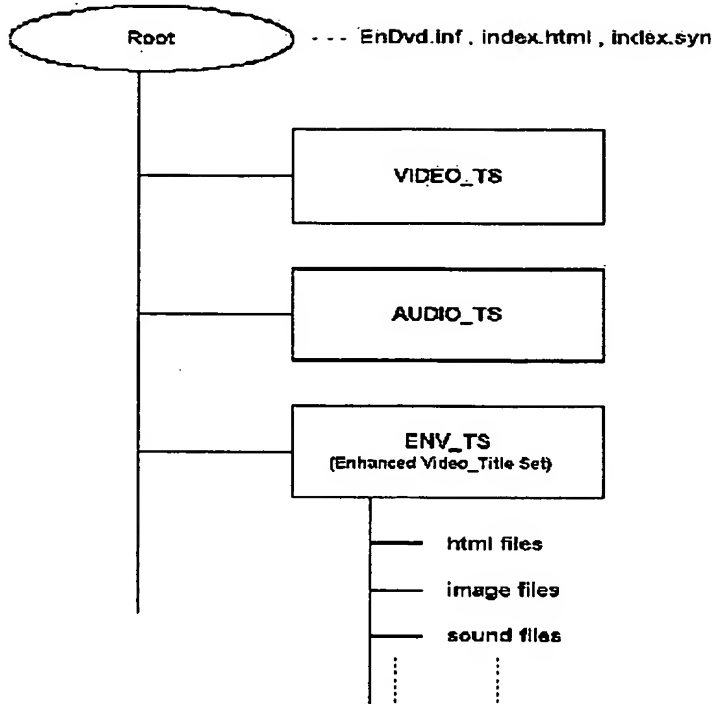 Root
EnDvd.inf , index.html , index.syn
VIDEO_TS
AUDIO_TS
ENV_TS
(Enhanced Video_Title Set)
html files
image files
sound files